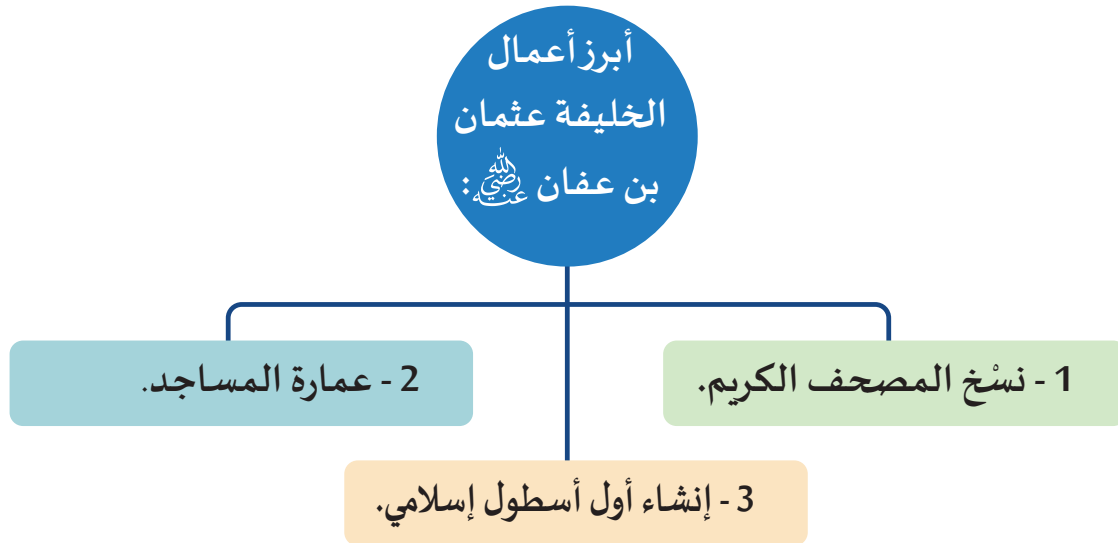 أبرز أعمال
الخليفة عثمان
بن عفان رضي الله عنه:
1 - نسْخ المصحف الكريم.
2 - عمارة المساجد.
3 - إنشاء أول أسطول إسلامي.